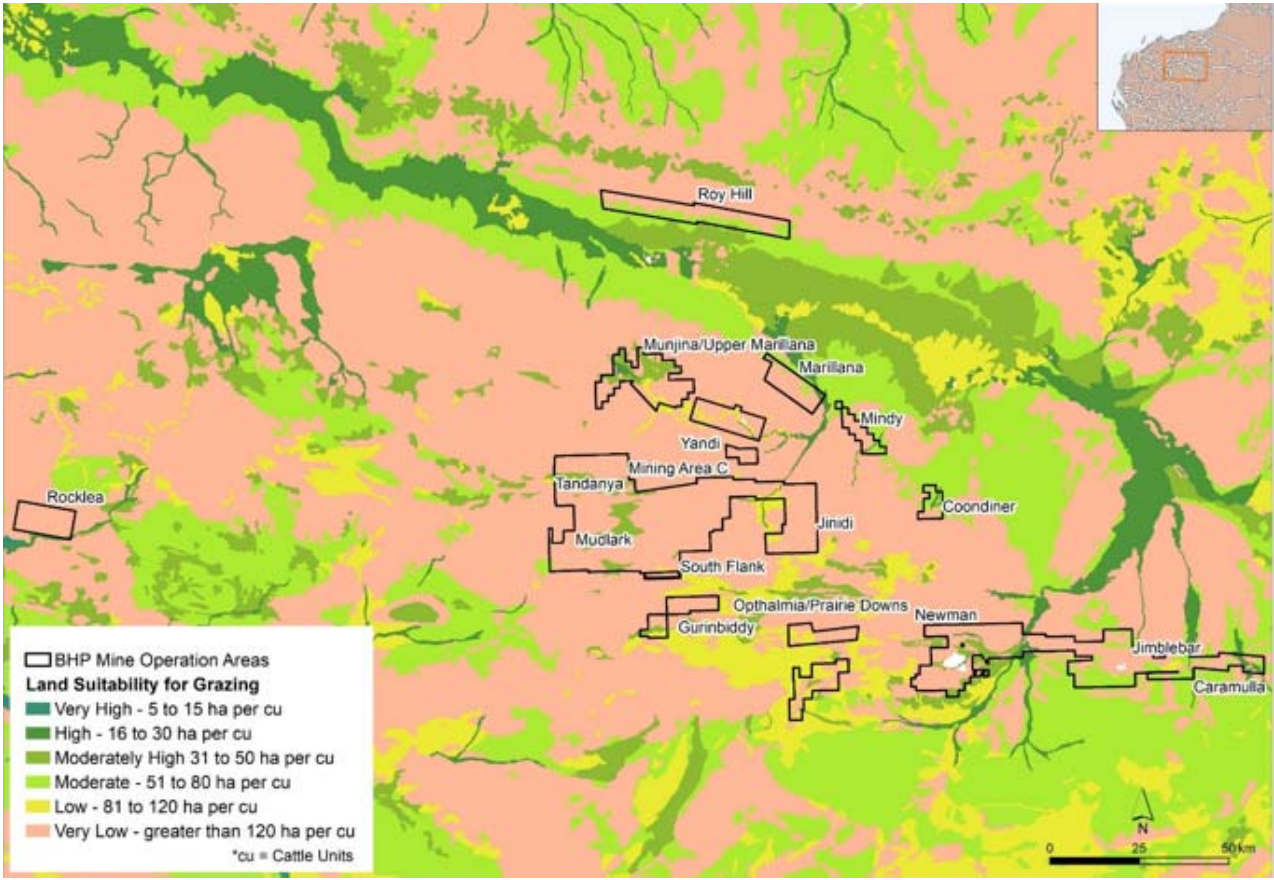 Roy Hill
Munjina/Upper Marillana
Marillana
Mindy
Yandi
Mining Area C
Tandanya
Rocklea
Coondiner
Jinidi
Mudlark
South Flank
Opthalmia/Prairie Downs
Newman
Gurinbiddy
Jimblebar
Caramulla
BHP Mine Operation Areas
Land Suitability for Grazing
Very High - 5 to 15 ha per cu
High - 16 to 30 ha per cu
Moderately High 31 to 50 ha per cu
Moderate - 51 to 80 ha per cu
Low - 81 to 120 ha per cu
Very Low - greater than 120 ha per cu
*cu = Cattle Units
N
0 25 50 km